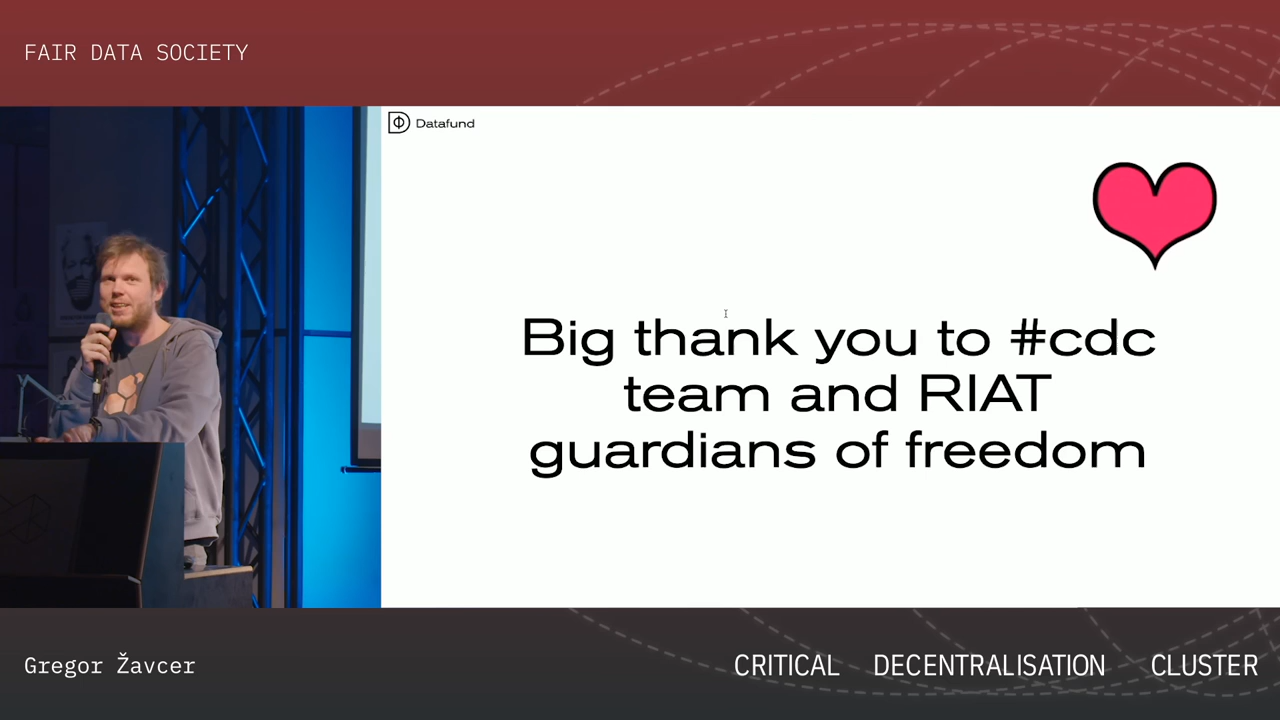 FAIR DATA SOCIETY
Datafund
Big thank you to #cdc
team and RIAT
guardians of freedom
Gregor Žavcer
CRITICAL DECENTRALISATION CLUSTER